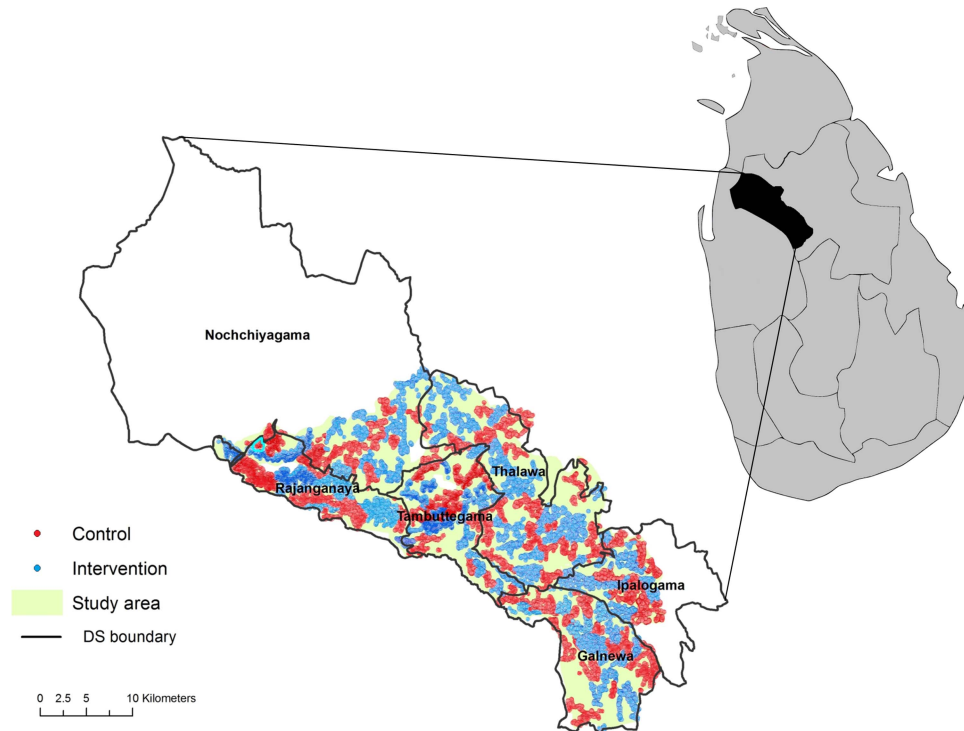 Nochchiyagama
Thalawa
Rajanganaya
Tambuttegama
Ipalogama
Galnewa
Control
Intervention
Study area
DS boundary
0 2.5 5 10 Kilometers